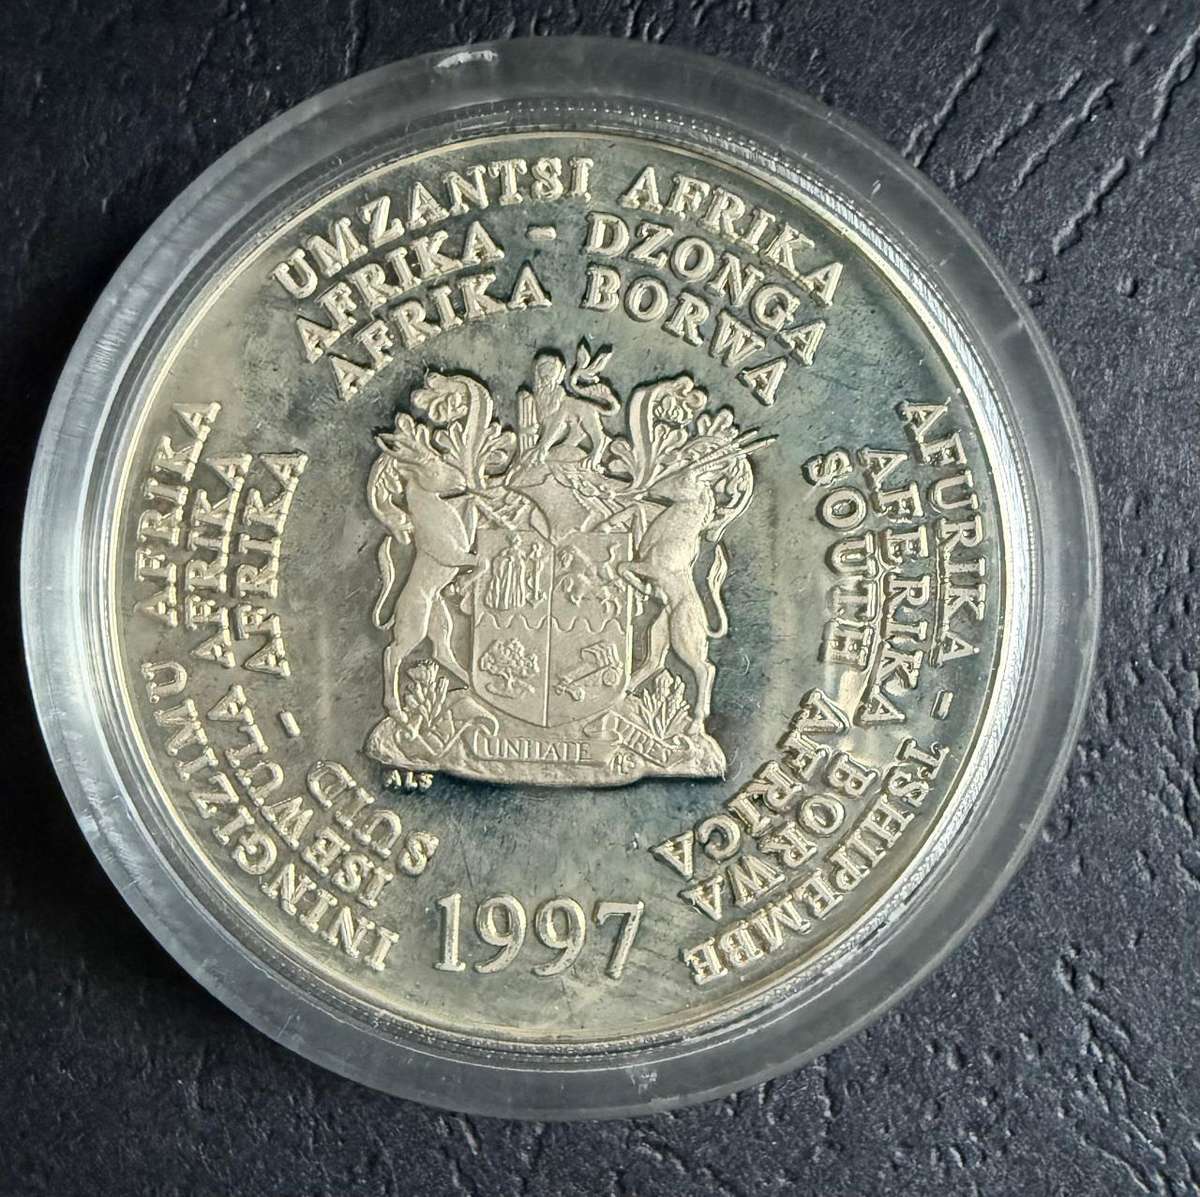 UMZANTSI AFRIKA
AFRIKA - DZONGA
AFRIKA BORWA
AFURIKA - TSHIPEMBE
AFERIKA BORWA
SOUTH AFRICA
ININGIZIMU AFRIKA
ISEWULA AFRIKA
SUID - AFRIKA
EX UNITATE VIRES
ALS
1997